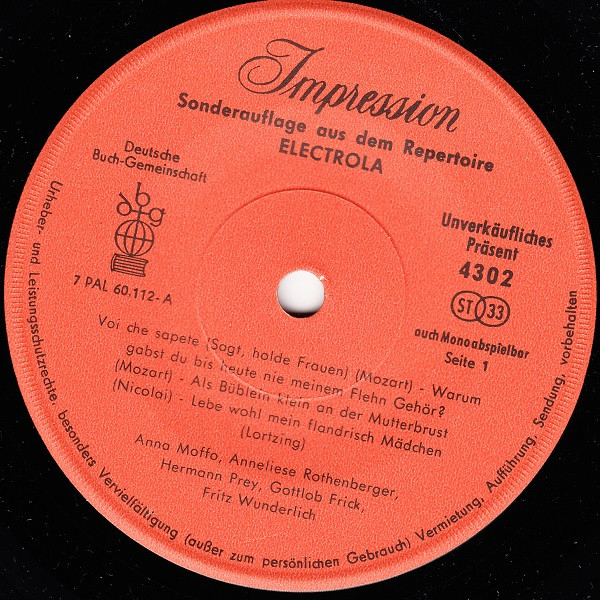 Impression
Sonderauflage aus dem Repertoire
ELECTROLA
Deutsche
Buch-Gemeinschaft
dbg
7 PAL 60.112-A
Unverkäufliches
Präsent
4302
ST 33
auch Mono abspielbar
Seite 1
Voi che sapete (Sagt, holde Frauen) (Mozart) - Warum
gabst du bis heute nie meinem Flehn Gehör?
(Mozart) - Als Büblein klein an der Mutterbrust
(Nicolai) - Lebe wohl mein flandrisch Mädchen
(Lortzing)
Anna Moffo, Anneliese Rothenberger,
Hermann Prey, Gottlob Frick,
Fritz Wunderlich
Urheber- und Leistungsschutzrechte, besonders Vervielfältigung (außer zum persönlichen Gebrauch) Vermietung, Aufführung, Sendung, vorbehalten